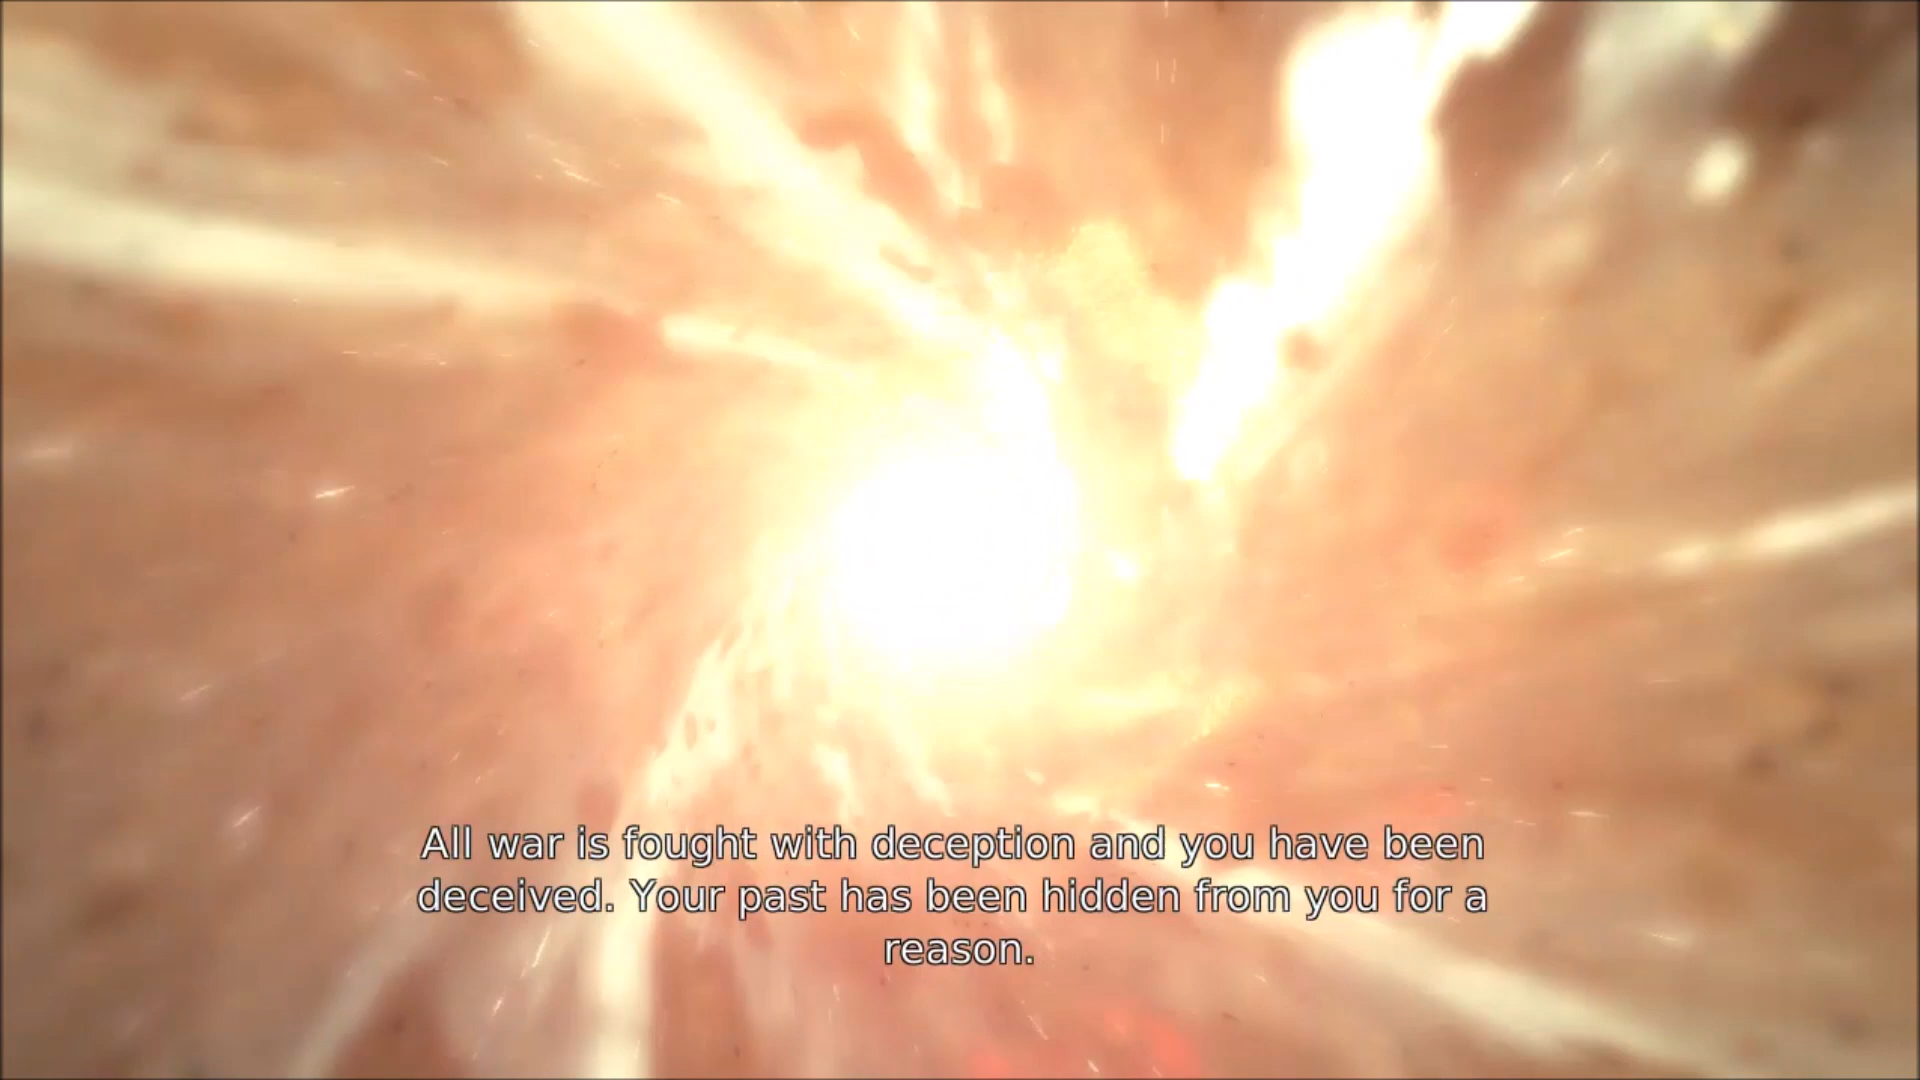 All war is fought with deception and you have been
deceived. Your past has been hidden from you for a
reason.